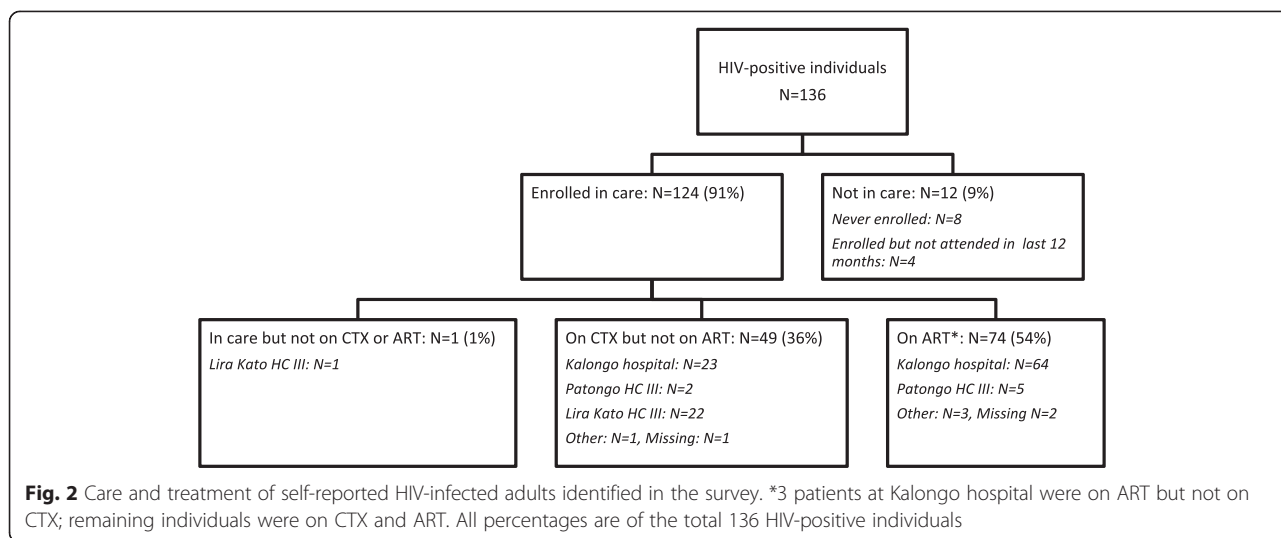 HIV-positive individuals
N=136
Enrolled in care: N=124 (91%)
Not in care: N=12 (9%)
Never enrolled: N=8
Enrolled but not attended in last 12
months: N=4
In care but not on CTX or ART: N=1 (1%)
Lira Kato HC III: N=1
On CTX but not on ART: N=49 (36%)
Kalongo hospital: N=23
Patongo HC III: N=2
Lira Kato HC III: N=22
Other: N=1, Missing: N=1
On ART*: N=74 (54%)
Kalongo hospital: N=64
Patongo HC III: N=5
Other: N=3, Missing N=2
Fig. 2 Care and treatment of self-reported HIV-infected adults identified in the survey. *3 patients at Kalongo hospital were on ART but not on
CTX; remaining individuals were on CTX and ART. All percentages are of the total 136 HIV-positive individuals